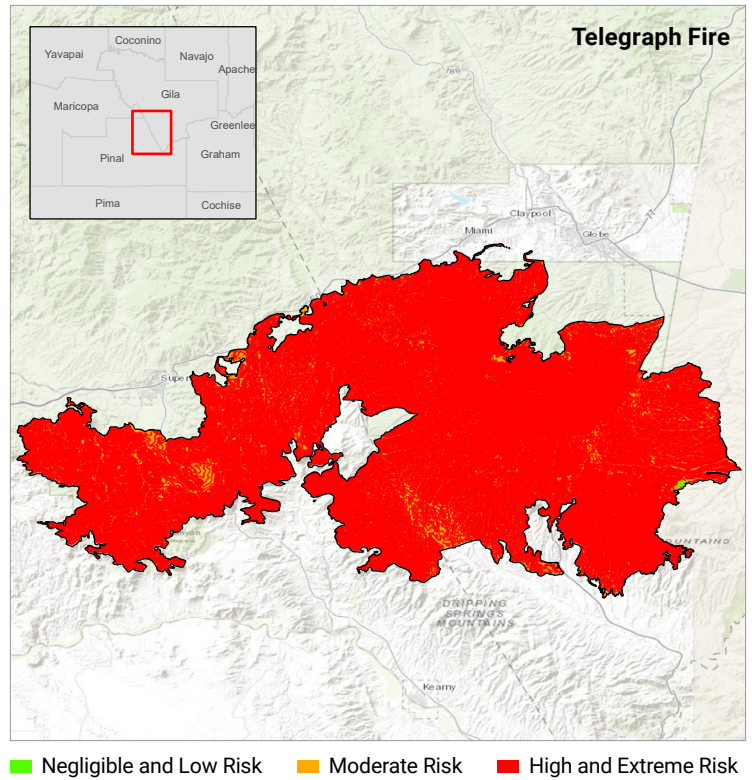 Telegraph Fire
Coconino
Yavapai
Navajo
Apache
Gila
Maricopa
Greenlee
Pinal
Graham
Pima
Cochise
Claypool
Miami
Globe
Super
DRIPPING
SPRINGS
MOUNTAINS
Kearny
Negligible and Low Risk
Moderate Risk
High and Extreme Risk